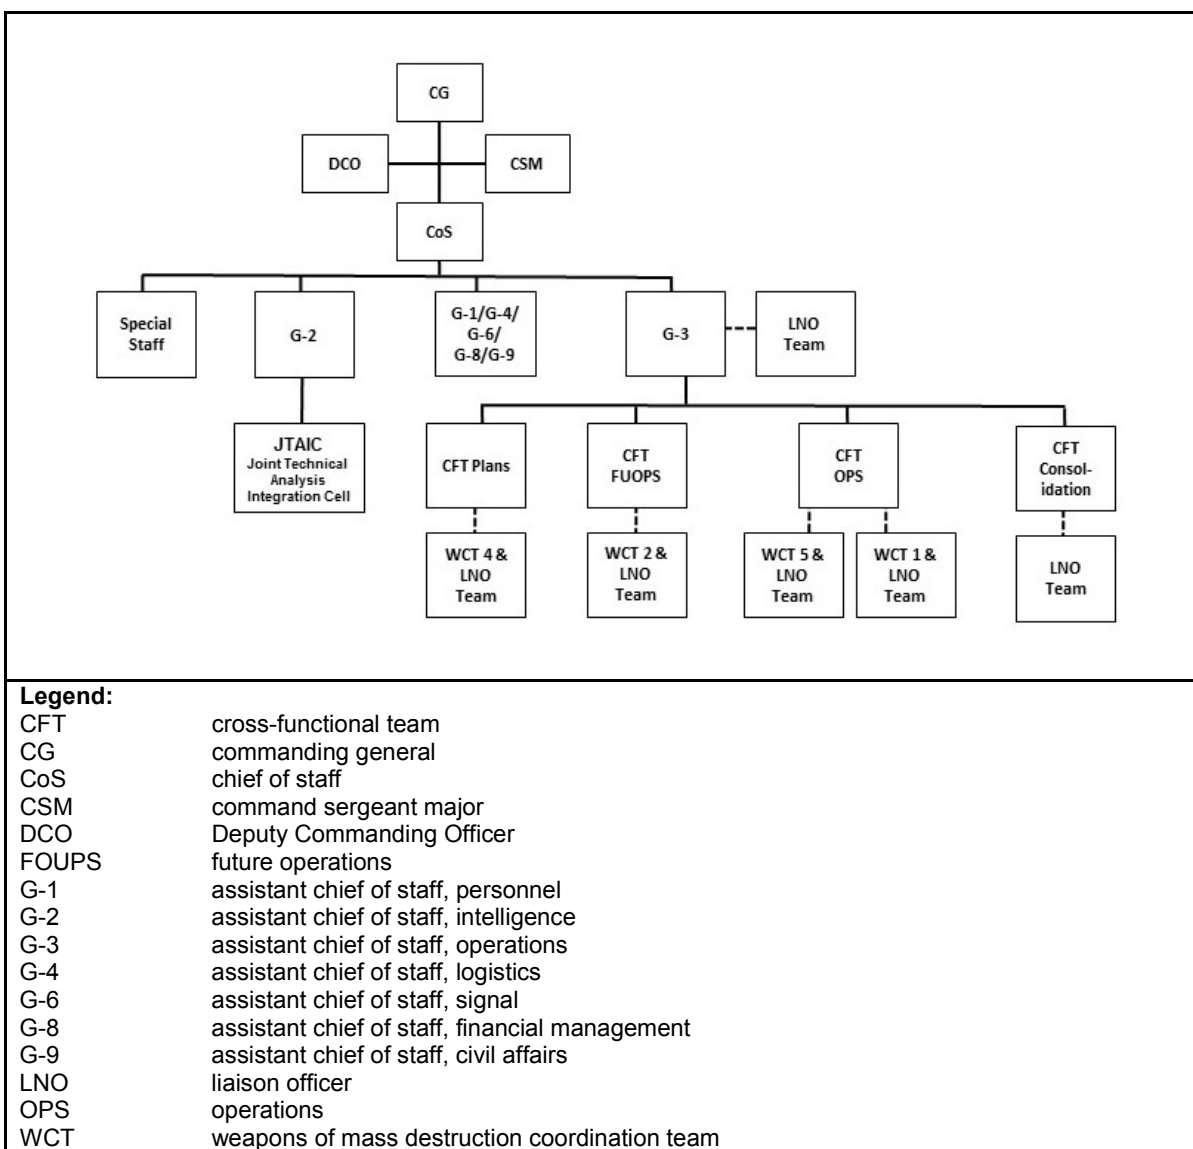 CG
DCO
CSM
CoS
Special
Staff
G-2
G-1/G-4/
G-6/
G-8/G-9
G-3
LNO
Team
JTAIC
Joint Technical
Analysis
Integration Cell
CFT Plans
CFT
FUOPS
CFT
OPS
CFT
Consol-
idation
WCT 4 &
LNO
Team
WCT 2 &
LNO
Team
WCT 5 &
LNO
Team
WCT 1 &
LNO
Team
LNO
Team
Legend:
CFT cross-functional team
CG commanding general
CoS chief of staff
CSM command sergeant major
DCO Deputy Commanding Officer
FOUPS future operations
G-1 assistant chief of staff, personnel
G-2 assistant chief of staff, intelligence
G-3 assistant chief of staff, operations
G-4 assistant chief of staff, logistics
G-6 assistant chief of staff, signal
G-8 assistant chief of staff, financial management
G-9 assistant chief of staff, civil affairs
LNO liaison officer
OPS operations
WCT weapons of mass destruction coordination team